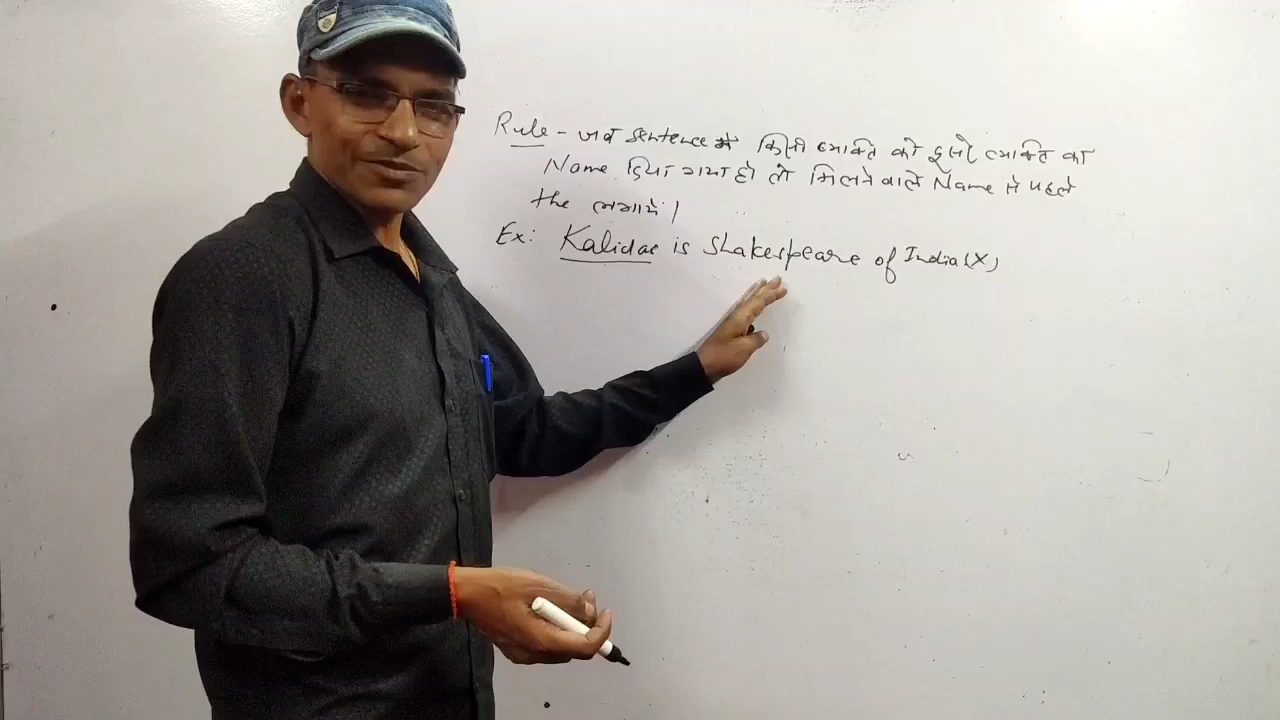 Rule - जब sentence में किसी व्यक्ति को दूसरे व्यक्ति का
Name दिया गया हो तो मिलने वाले Name से पहले
the लगायें।
Ex: Kalidas is Shakespeare of India (X)